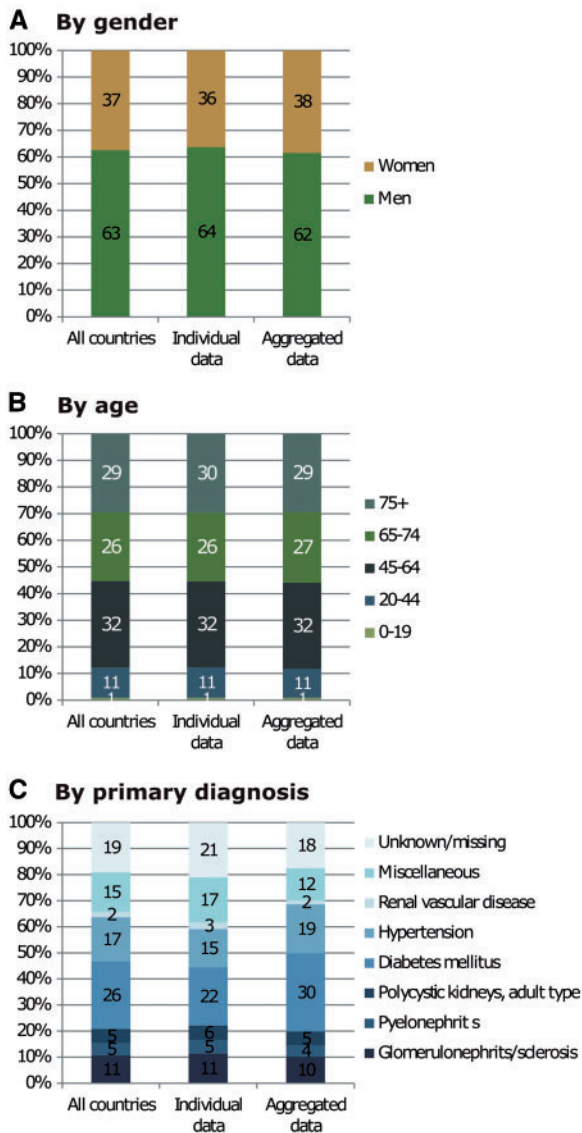 A By gender
100%
90%
80%
70%
60%
50%
40%
30%
20%
10%
0%
37 36 38
63 64 62
All countries Individual data Aggregated data
Women
Men
B By age
100%
90%
80%
70%
60%
50%
40%
30%
20%
10%
0%
29 30 29
26 26 27
32 32 32
11 11 11
1 1 1
All countries Individual data Aggregated data
75+
65-74
45-64
20-44
0-19
C By primary diagnosis
100%
90%
80%
70%
60%
50%
40%
30%
20%
10%
0%
19 21 18
15 17 12
2 3 2
17 15 19
26 22 30
5 6 5
5 5 4
11 11 10
All countries Individual data Aggregated data
Unknown/missing
Miscellaneous
Renal vascular disease
Hypertension
Diabetes mellitus
Polycystic kidneys, adult type
Pyelonephrit s
Glomerulonephrits/sclerosis